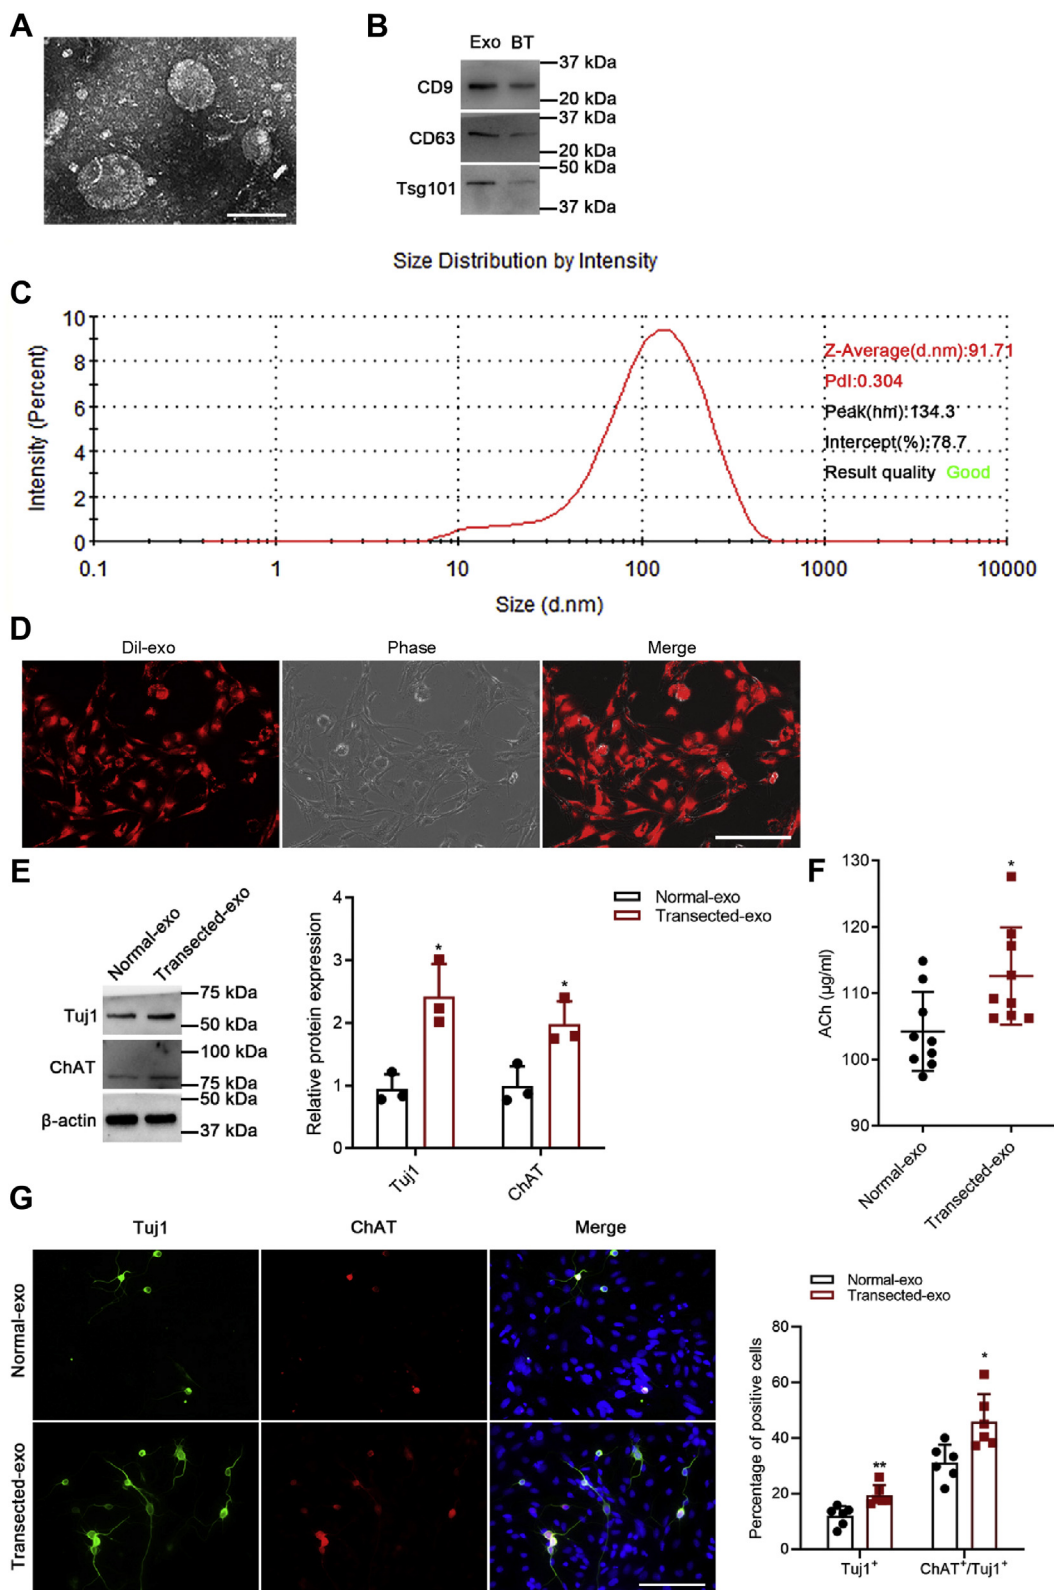 A
B
Exo BT
CD9
37 kDa
20 kDa
CD63
37 kDa
20 kDa
Tsg101
50 kDa
37 kDa
Size Distribution by Intensity
C
Intensity (Percent)
10
8
6
4
2
0
0.1 1 10 100 1000 10000
Size (d.nm)
Z-Average(d.nm):91.71
PdI:0.304
Peak(nm):134.3
Intercept(%):78.7
Result quality Good
D
Dil-exo Phase Merge
E
Normal-exo
Transected-exo
Tuj1
75 kDa
50 kDa
ChAT
100 kDa
75 kDa
β-actin
50 kDa
37 kDa
Relative protein expression
4
3
2
1
0
* *
Tuj1 ChAT
Normal-exo
Transected-exo
F
ACh (μg/ml)
130
120
110
100
90
*
Normal-exo
Transected-exo
G
Tuj1 ChAT Merge
Normal-exo
Transected-exo
Normal-exo
Transected-exo
Percentage of positive cells
80
60
40
20
0
** *
Tuj1+ ChAT+/Tuj1+